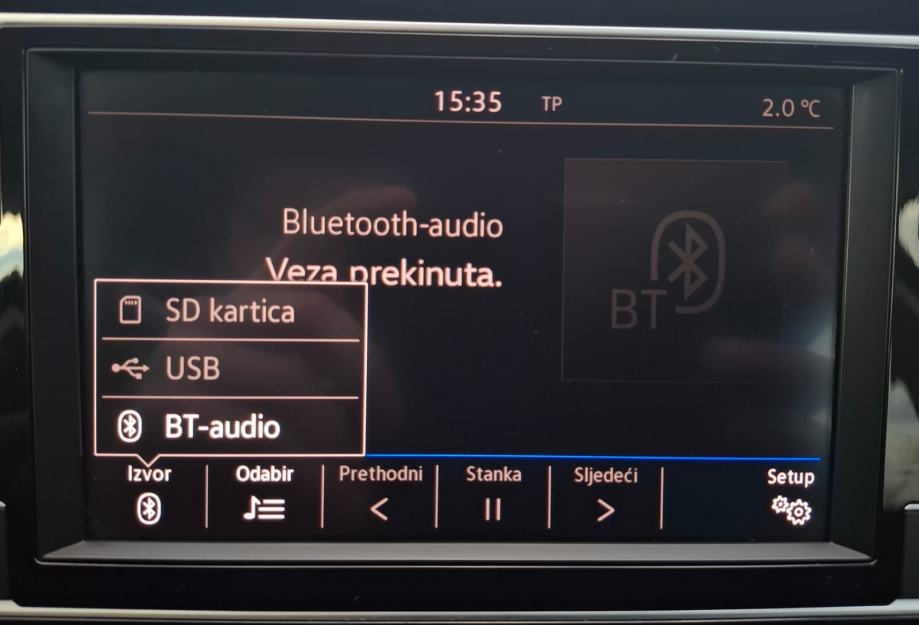 15:35 TP 2.0 °C
Bluetooth-audio
Veza prekinuta.
BT
SD kartica
USB
BT-audio
Izvor Odabir Prethodni Stanka Sljedeći Setup